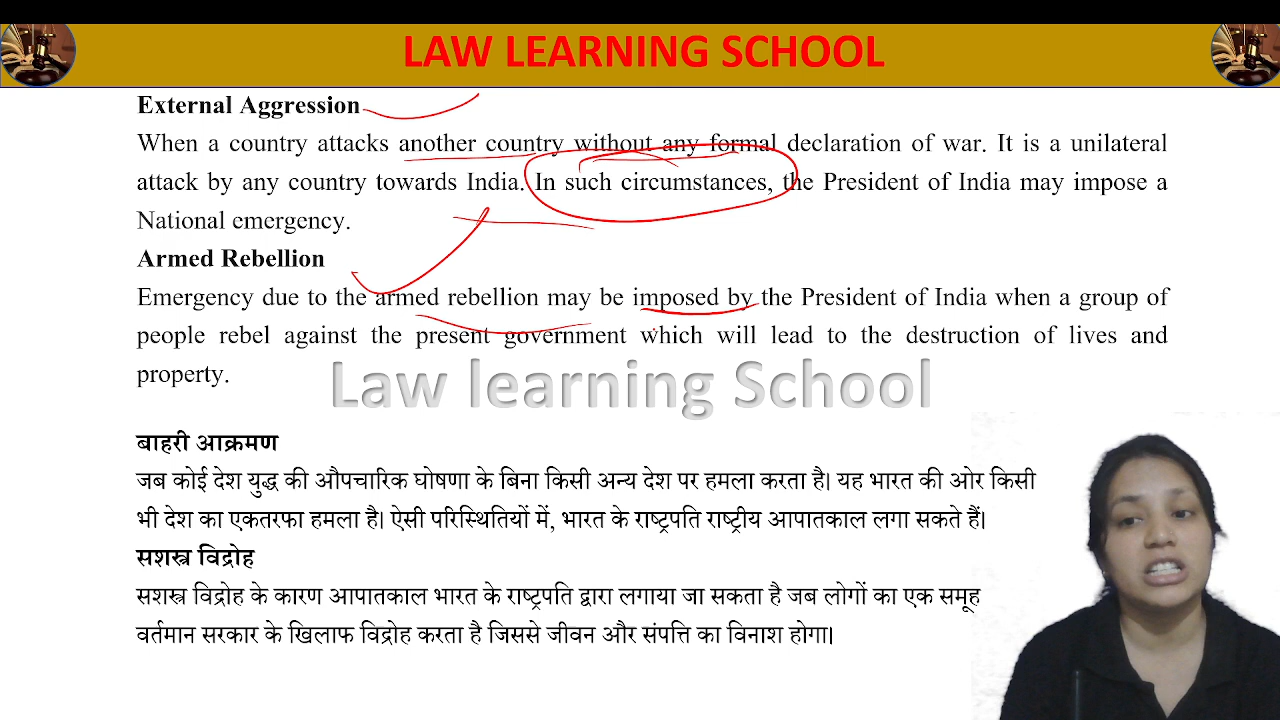 LAW LEARNING SCHOOL
External Aggression
When a country attacks another country without any formal declaration of war. It is a unilateral
attack by any country towards India. In such circumstances, the President of India may impose a
National emergency.
Armed Rebellion
Emergency due to the armed rebellion may be imposed by the President of India when a group of
people rebel against the present government which will lead to the destruction of lives and
property.
Law learning School
बाहरी आक्रमण
जब कोई देश युद्ध की औपचारिक घोषणा के बिना किसी अन्य देश पर हमला करता है। यह भारत की ओर किसी
भी देश का एकतरफा हमला है। ऐसी परिस्थितियों में, भारत के राष्ट्रपति राष्ट्रीय आपातकाल लगा सकते हैं।
सशस्त्र विद्रोह
सशस्त्र विद्रोह के कारण आपातकाल भारत के राष्ट्रपति द्वारा लगाया जा सकता है जब लोगों का एक समूह
वर्तमान सरकार के खिलाफ विद्रोह करता है जिससे जीवन और संपत्ति का विनाश होगा।